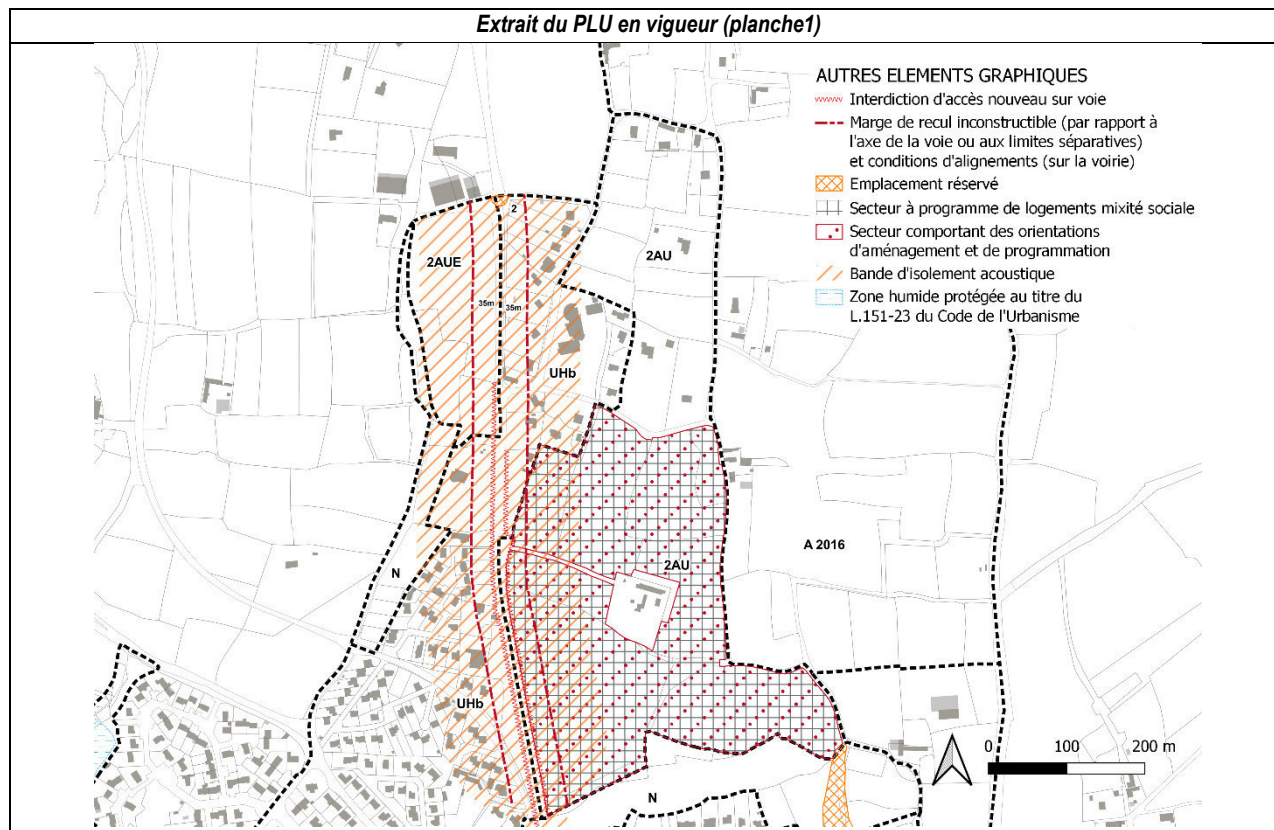 Extrait du PLU en vigueur (planche1)
AUTRES ELEMENTS GRAPHIQUES
Interdiction d'accès nouveau sur voie
Marge de recul inconstructible (par rapport à
l'axe de la voie ou aux limites séparatives)
et conditions d'alignements (sur la voirie)
Emplacement réservé
Secteur à programme de logements mixité sociale
Secteur comportant des orientations
d'aménagement et de programmation
Bande d'isolement acoustique
Zone humide protégée au titre du
L.151-23 du Code de l'Urbanisme
2
2AUE
2AU
35m
35m
UHb
A 2016
2AU
N
UHb
0 100 200 m
N